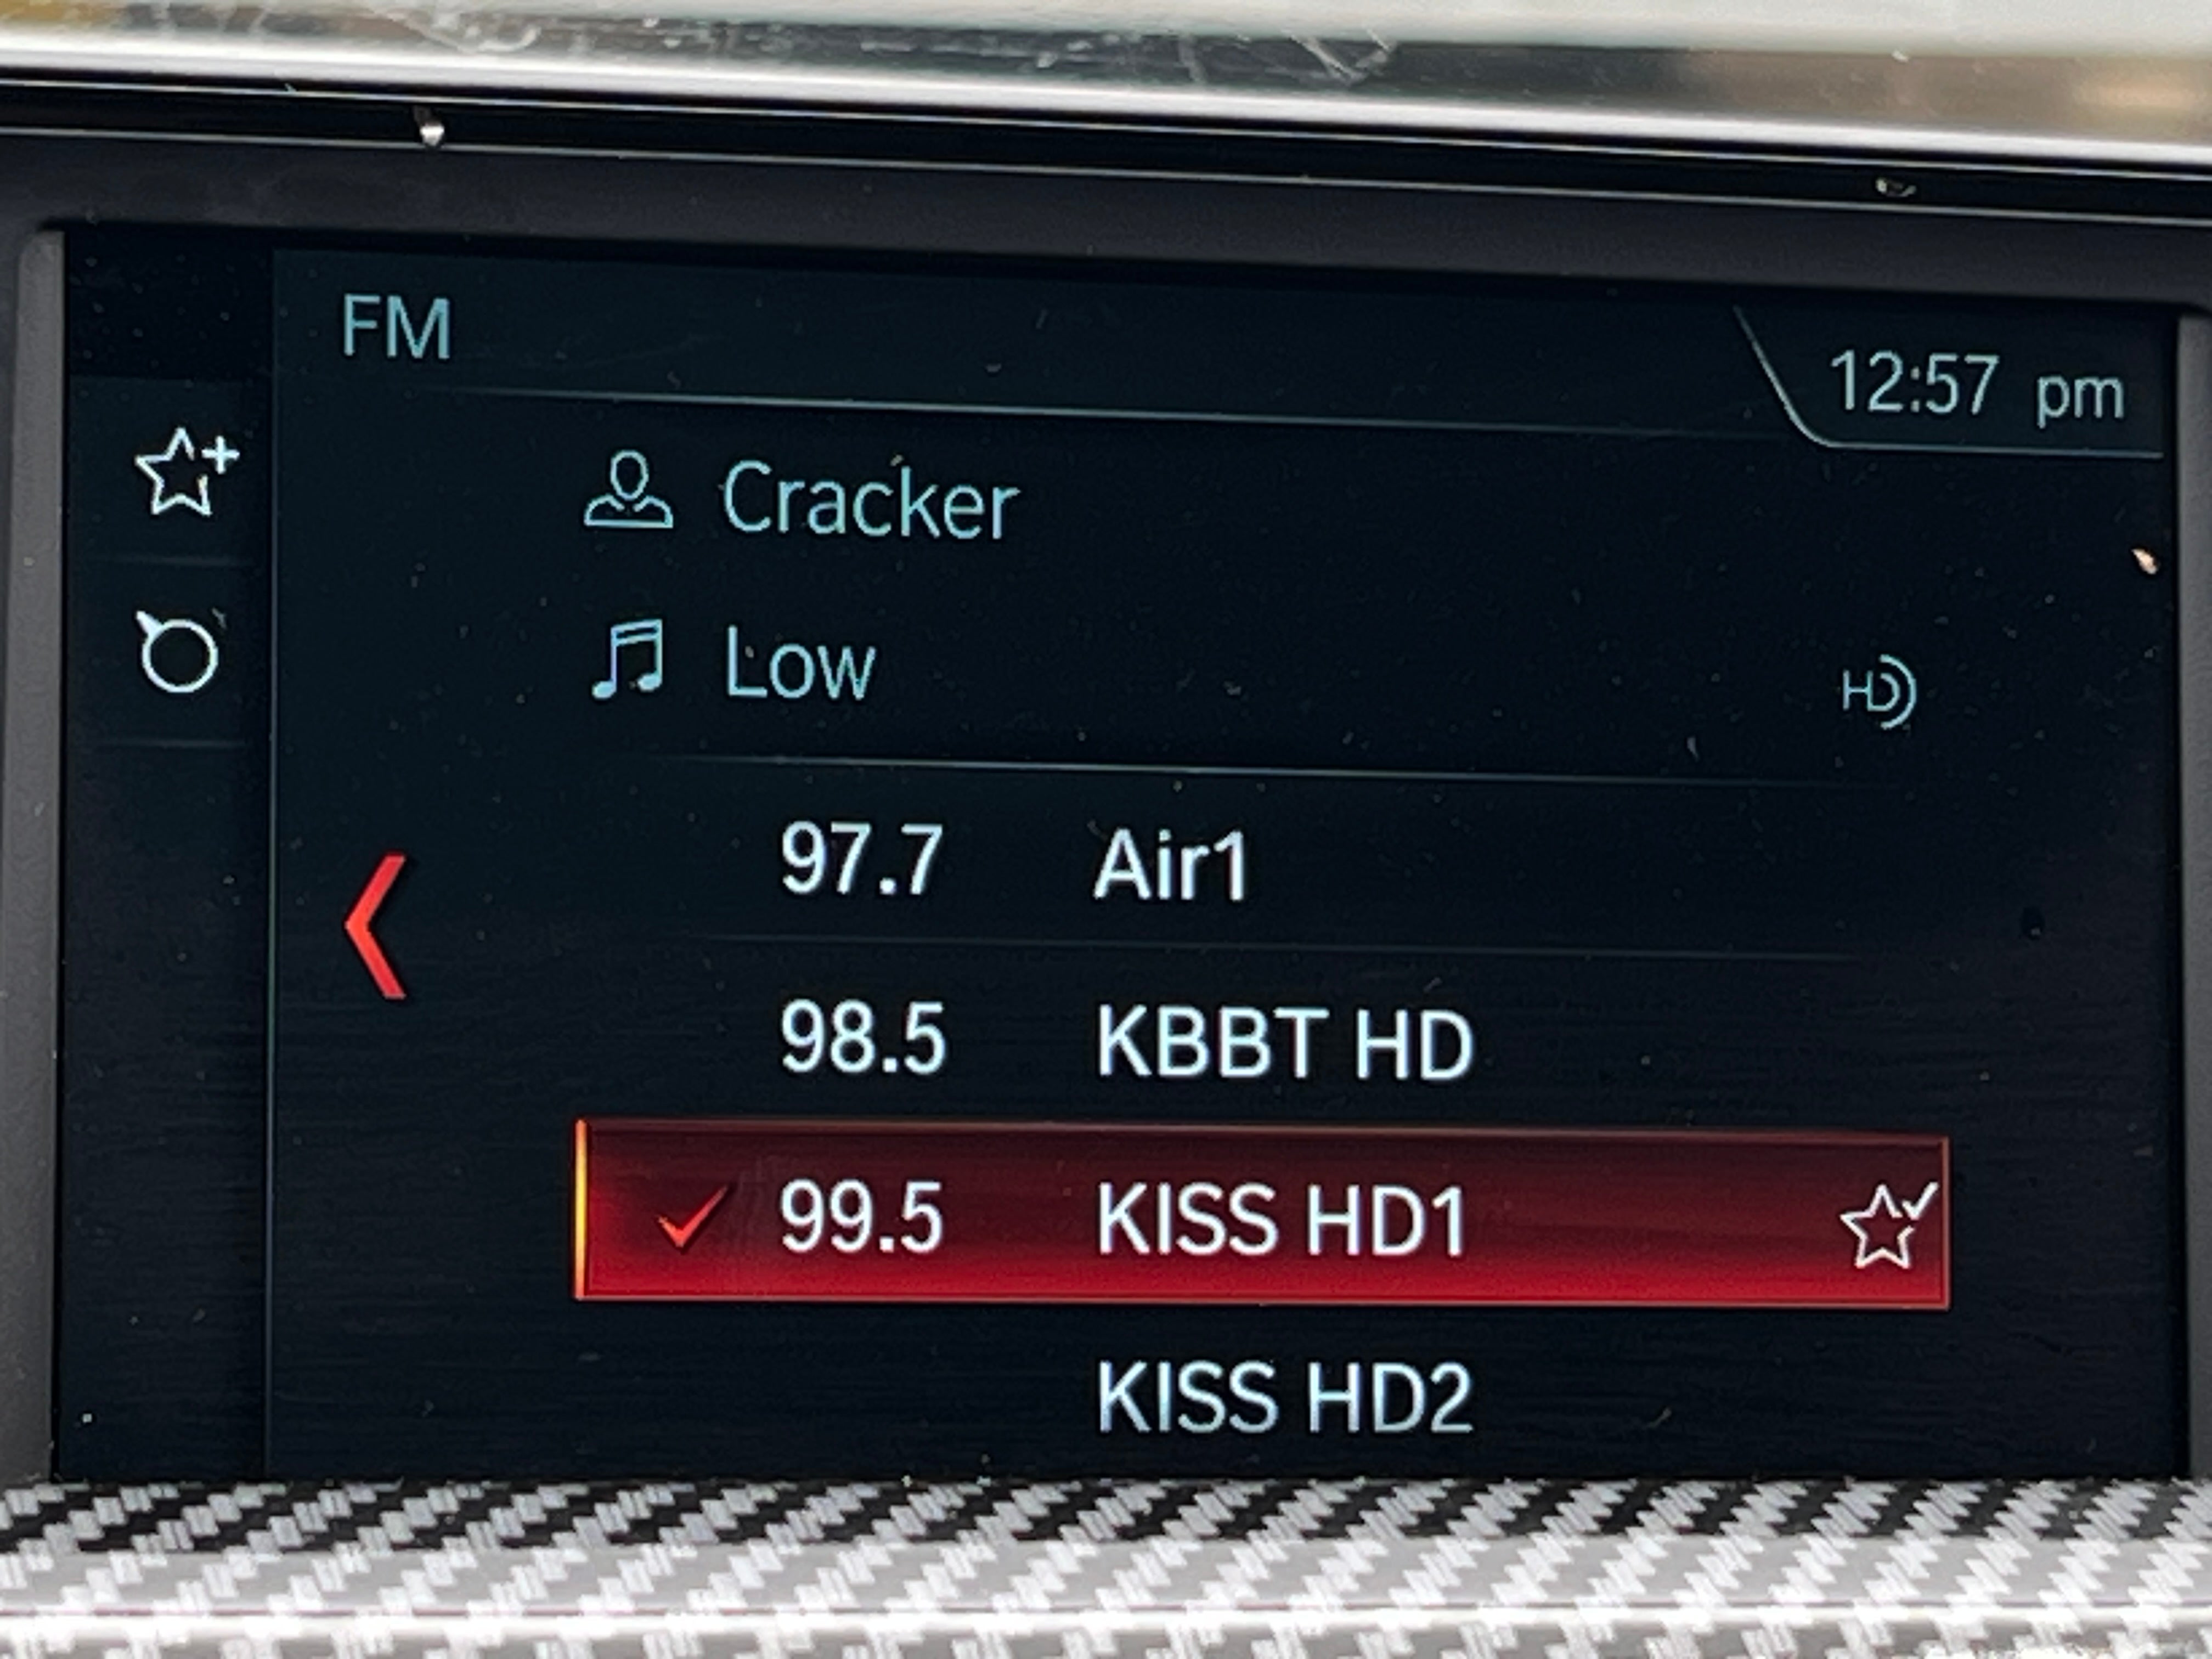 FM
12:57 pm
Cracker
Low
HD
97.7 Air1
98.5 KBBT HD
99.5 KISS HD1
KISS HD2